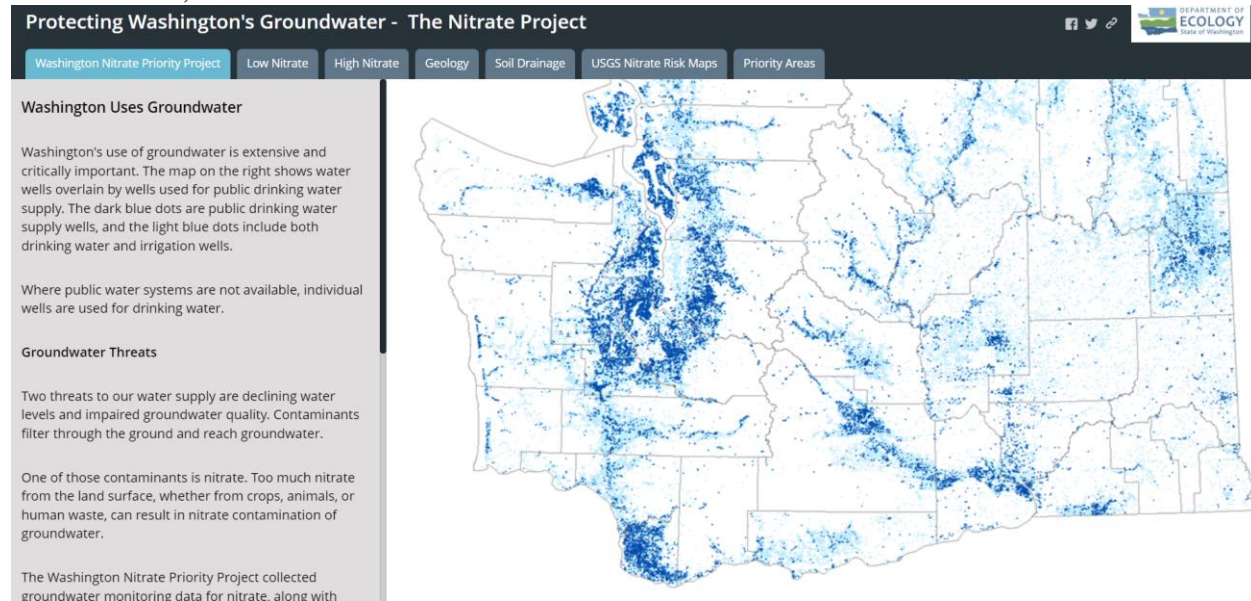 Protecting Washington's Groundwater - The Nitrate Project
DEPARTMENT OF
ECOLOGY
State of Washington
Washington Nitrate Priority Project
Low Nitrate
High Nitrate
Geology
Soil Drainage
USGS Nitrate Risk Maps
Priority Areas
Washington Uses Groundwater
Washington's use of groundwater is extensive and
critically important. The map on the right shows water
wells overlain by wells used for public drinking water
supply. The dark blue dots are public drinking water
supply wells, and the light blue dots include both
drinking water and irrigation wells.
Where public water systems are not available, individual
wells are used for drinking water.
Groundwater Threats
Two threats to our water supply are declining water
levels and impaired groundwater quality. Contaminants
filter through the ground and reach groundwater.
One of those contaminants is nitrate. Too much nitrate
from the land surface, whether from crops, animals, or
human waste, can result in nitrate contamination of
groundwater.
The Washington Nitrate Priority Project collected
groundwater monitoring data for nitrate, along with